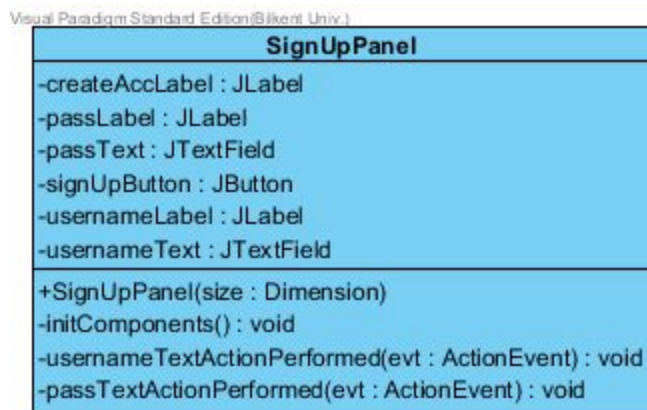 Visual Paradigm Standard Edition(Bilkent Univ.)
SignUpPanel
-createAccLabel : JLabel
-passLabel : JLabel
-passText : JTextField
-signUpButton : JButton
-usernameLabel : JLabel
-usernameText : JTextField
+SignUpPanel(size : Dimension)
-initComponents() : void
-usernameTextActionPerformed(evt : ActionEvent) : void
-passTextActionPerformed(evt : ActionEvent) : void